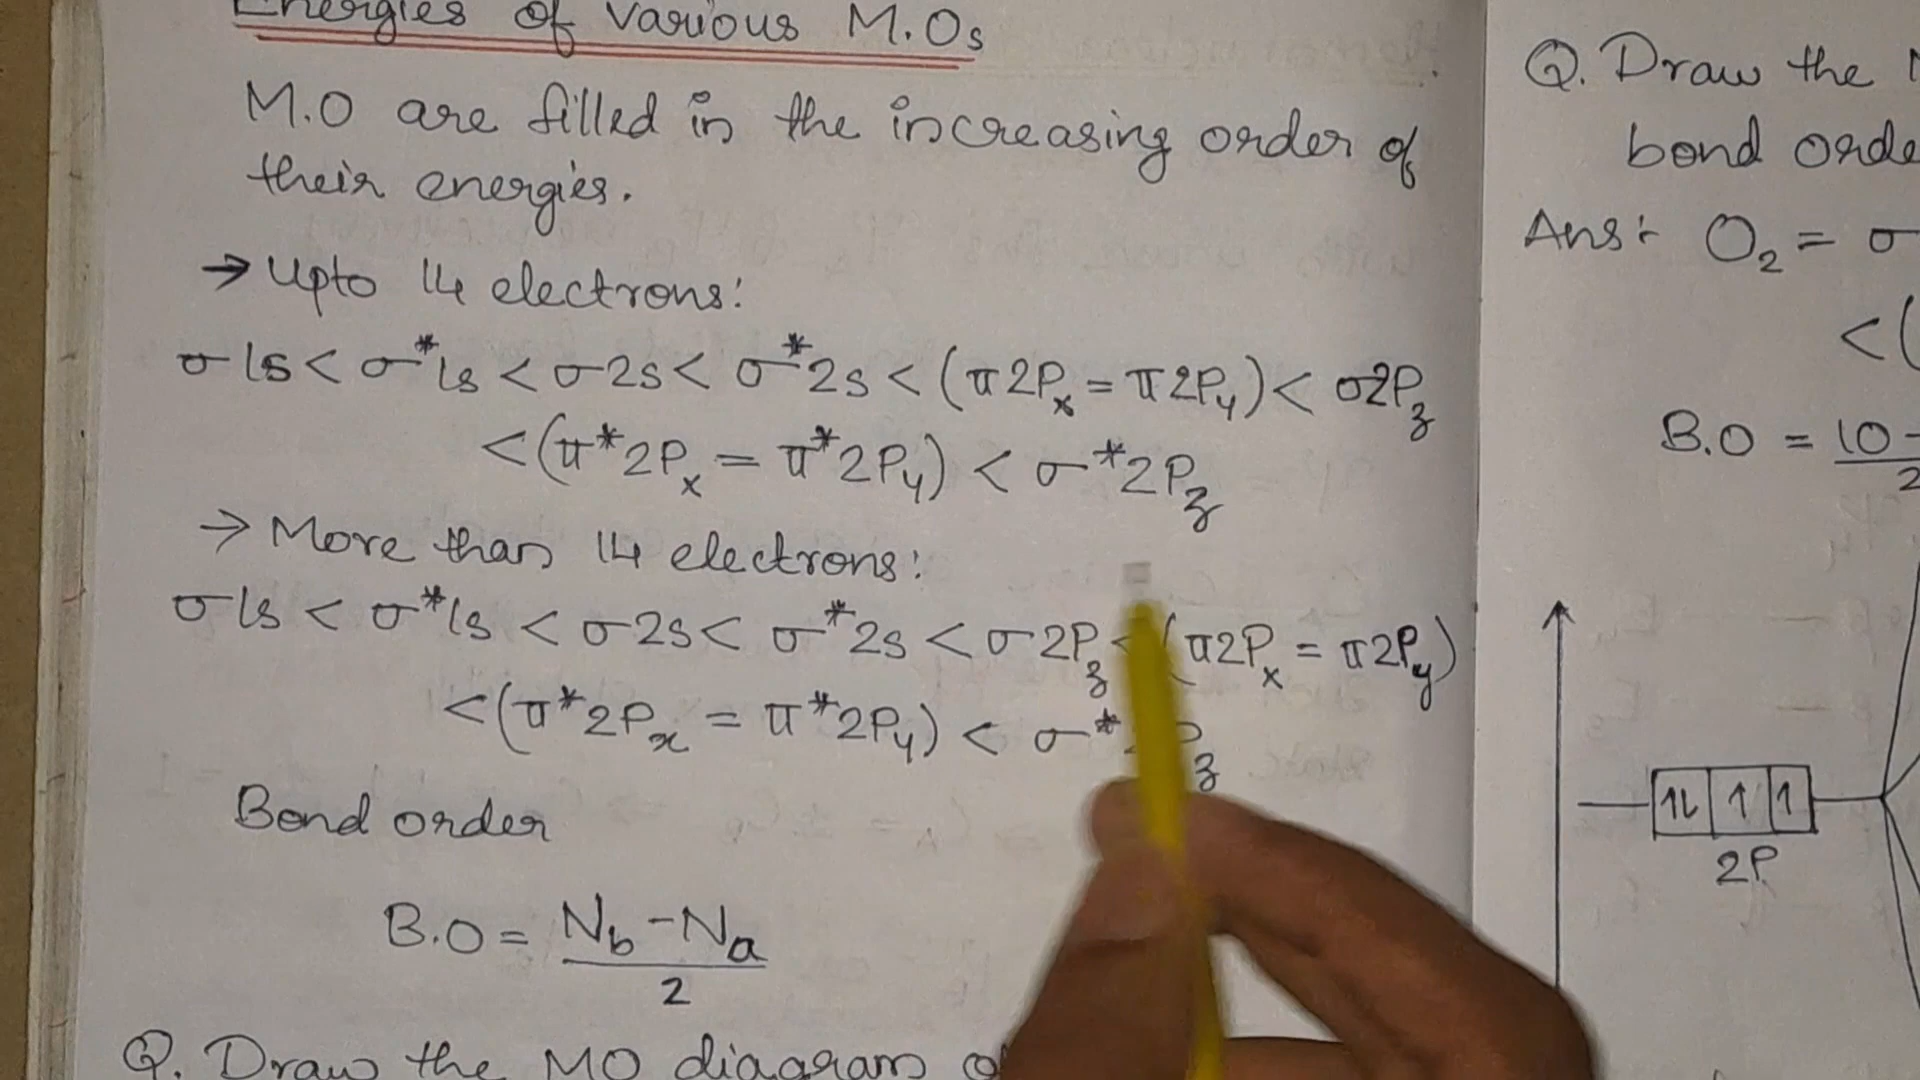 Energies of Various M.Os
M.O are filled in the increasing order of
their energies.
→ Upto 14 electrons:
σ1s < σ*1s < σ2s < σ*2s < (π2Pₓ = π2Py) < σ2Pz
< (π*2Pₓ = π*2Py) < σ*2Pz
→ More than 14 electrons:
σ1s < σ*1s < σ2s < σ*2s < σ2Pz < (π2Pₓ = π2Py)
< (π*2Pₓ = π*2Py) < σ* Pz
Bond order
B.O = Nb - Na
2
Q. Draw the MO diagram
Q. Draw the
bond orde
Ans:- O₂ = σ
< (
B.O = 10-
2
1L 1 1
2P